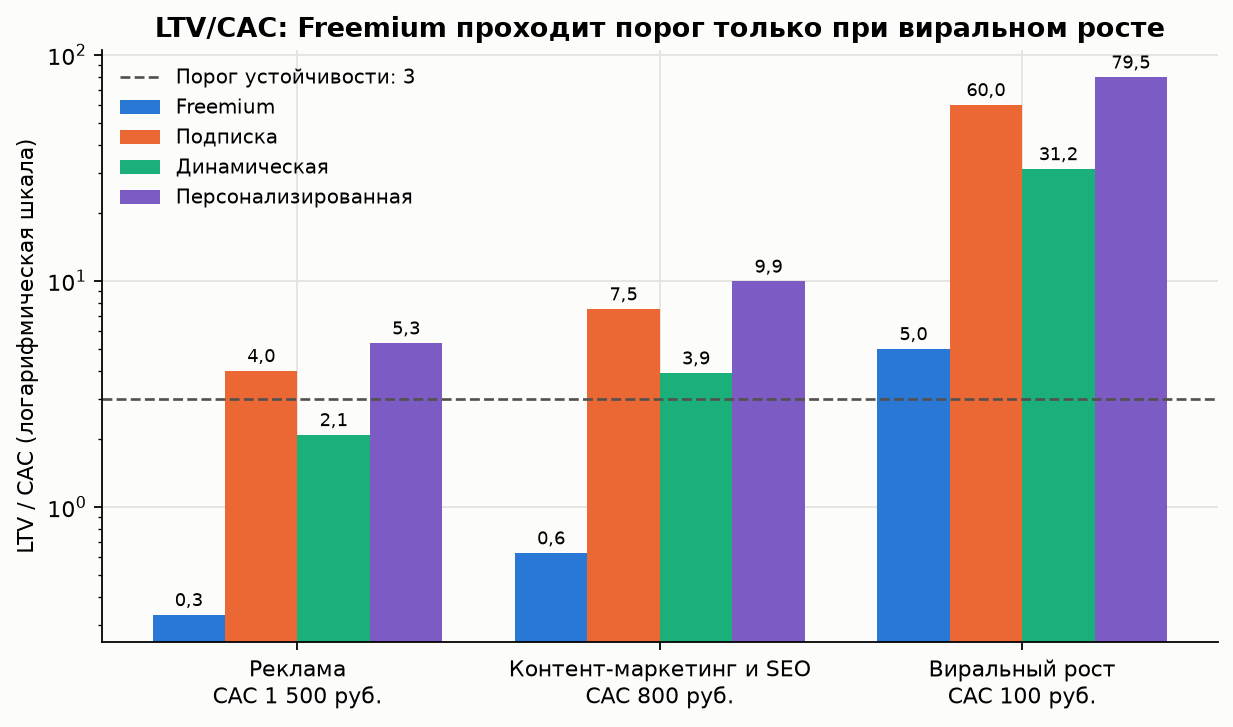 LTV/CAC: Freemium проходит порог только при виральном росте
LTV / CAC (логарифмическая шкала)
10²
10¹
10⁰
Порог устойчивости: 3
Freemium
Подписка
Динамическая
Персонализированная
0,3
4,0
2,1
5,3
0,6
7,5
3,9
9,9
5,0
60,0
31,2
79,5
Реклама
CAC 1 500 руб.
Контент-маркетинг и SEO
CAC 800 руб.
Виральный рост
CAC 100 руб.